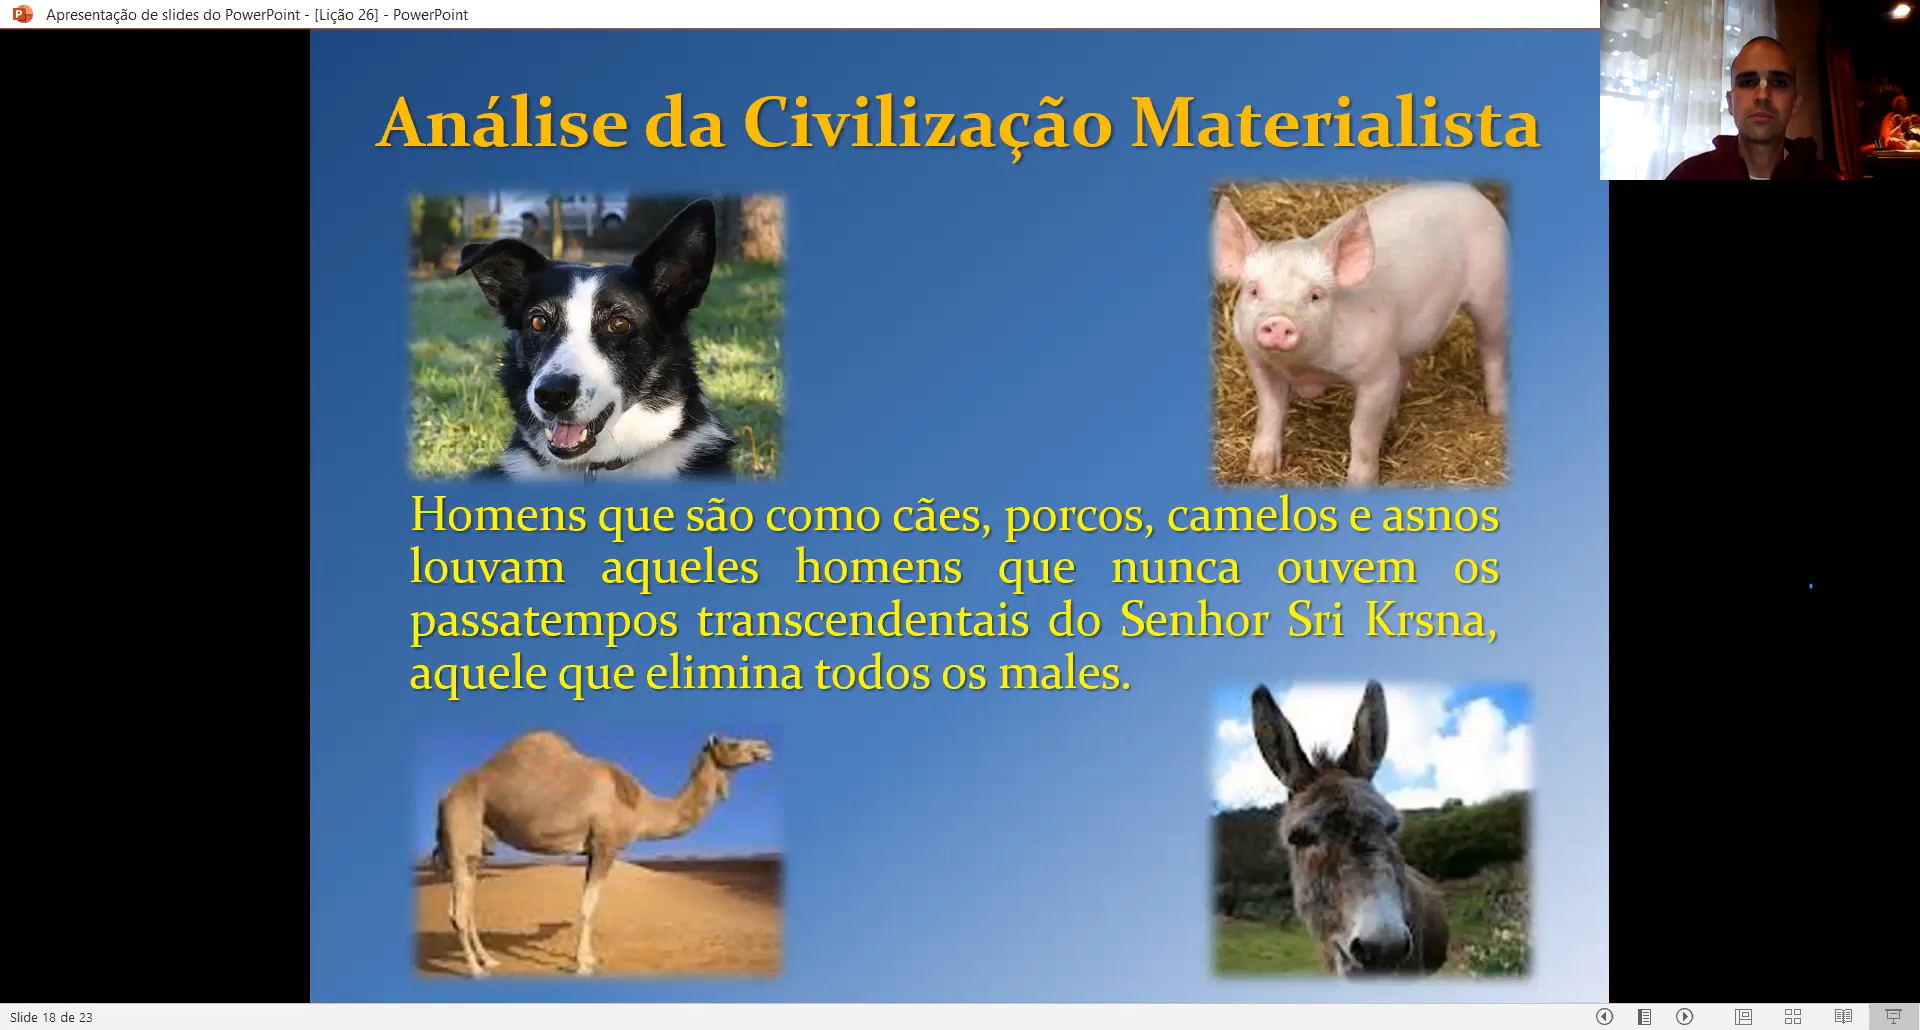 Apresentação de slides do PowerPoint - [Lição 26] - PowerPoint
Análise da Civilização Materialista
Homens que são como cães, porcos, camelos e asnos
louvam aqueles homens que nunca ouvem os
passatempos transcendentais do Senhor Sri Krsna,
aquele que elimina todos os males.
Slide 18 de 23